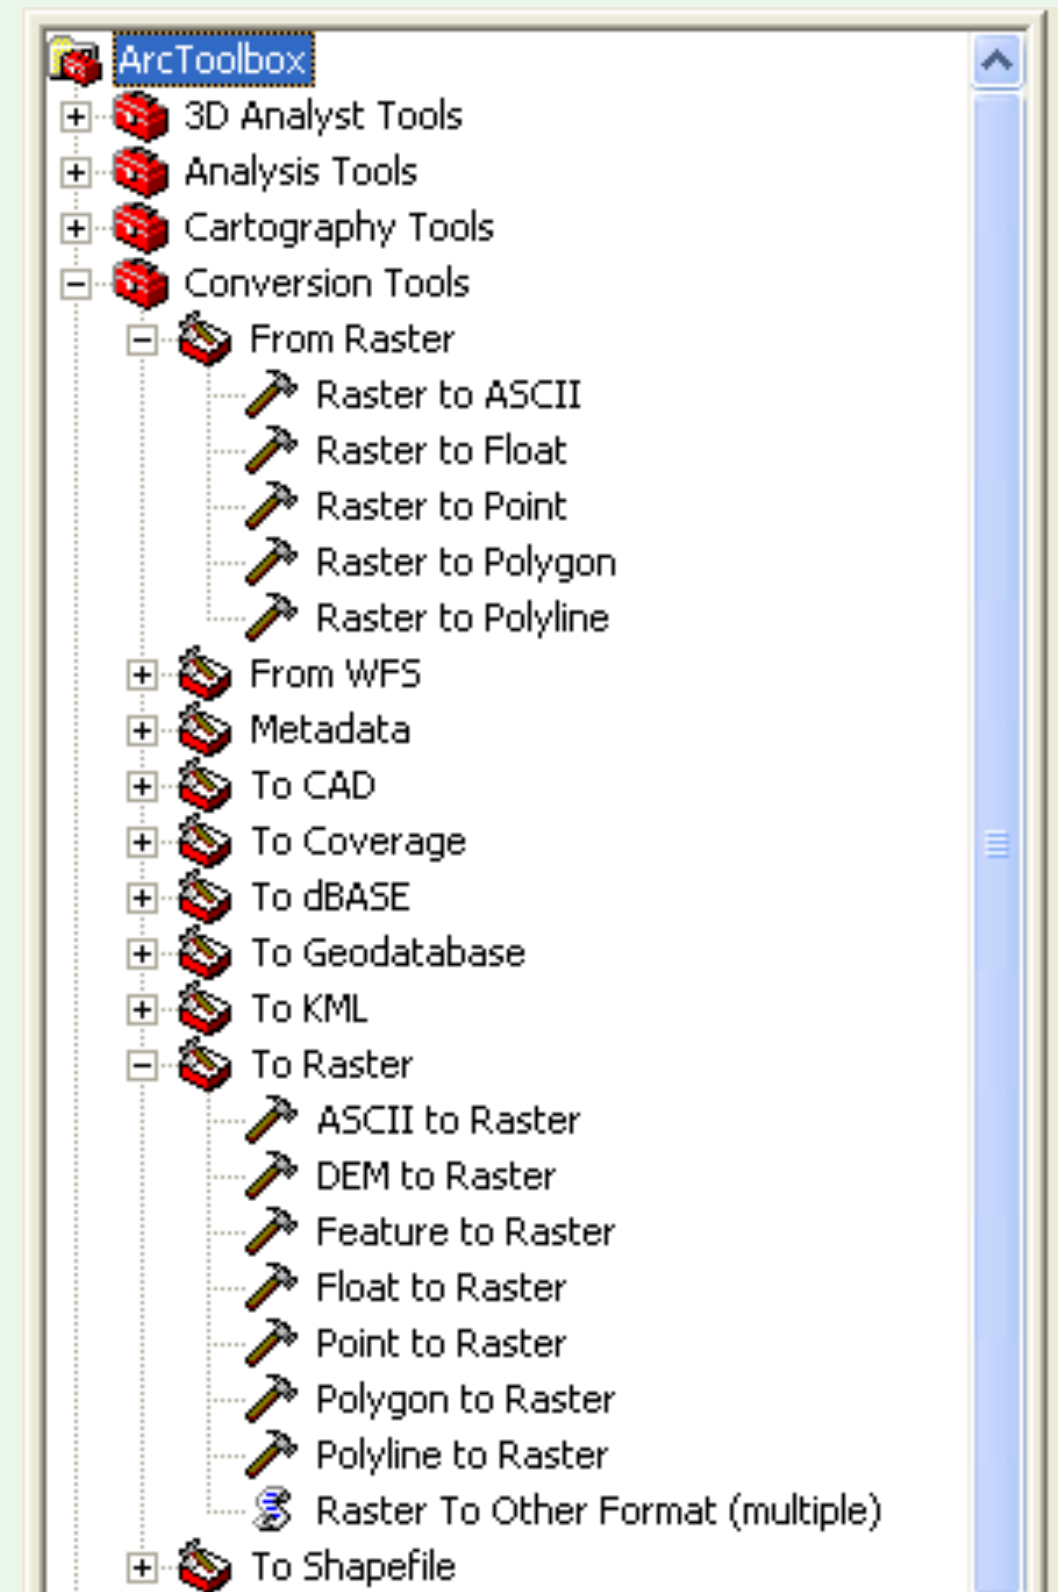 ArcToolbox
3D Analyst Tools
Analysis Tools
Cartography Tools
Conversion Tools
From Raster
Raster to ASCII
Raster to Float
Raster to Point
Raster to Polygon
Raster to Polyline
From WFS
Metadata
To CAD
To Coverage
To dBASE
To Geodatabase
To KML
To Raster
ASCII to Raster
DEM to Raster
Feature to Raster
Float to Raster
Point to Raster
Polygon to Raster
Polyline to Raster
Raster To Other Format (multiple)
To Shapefile